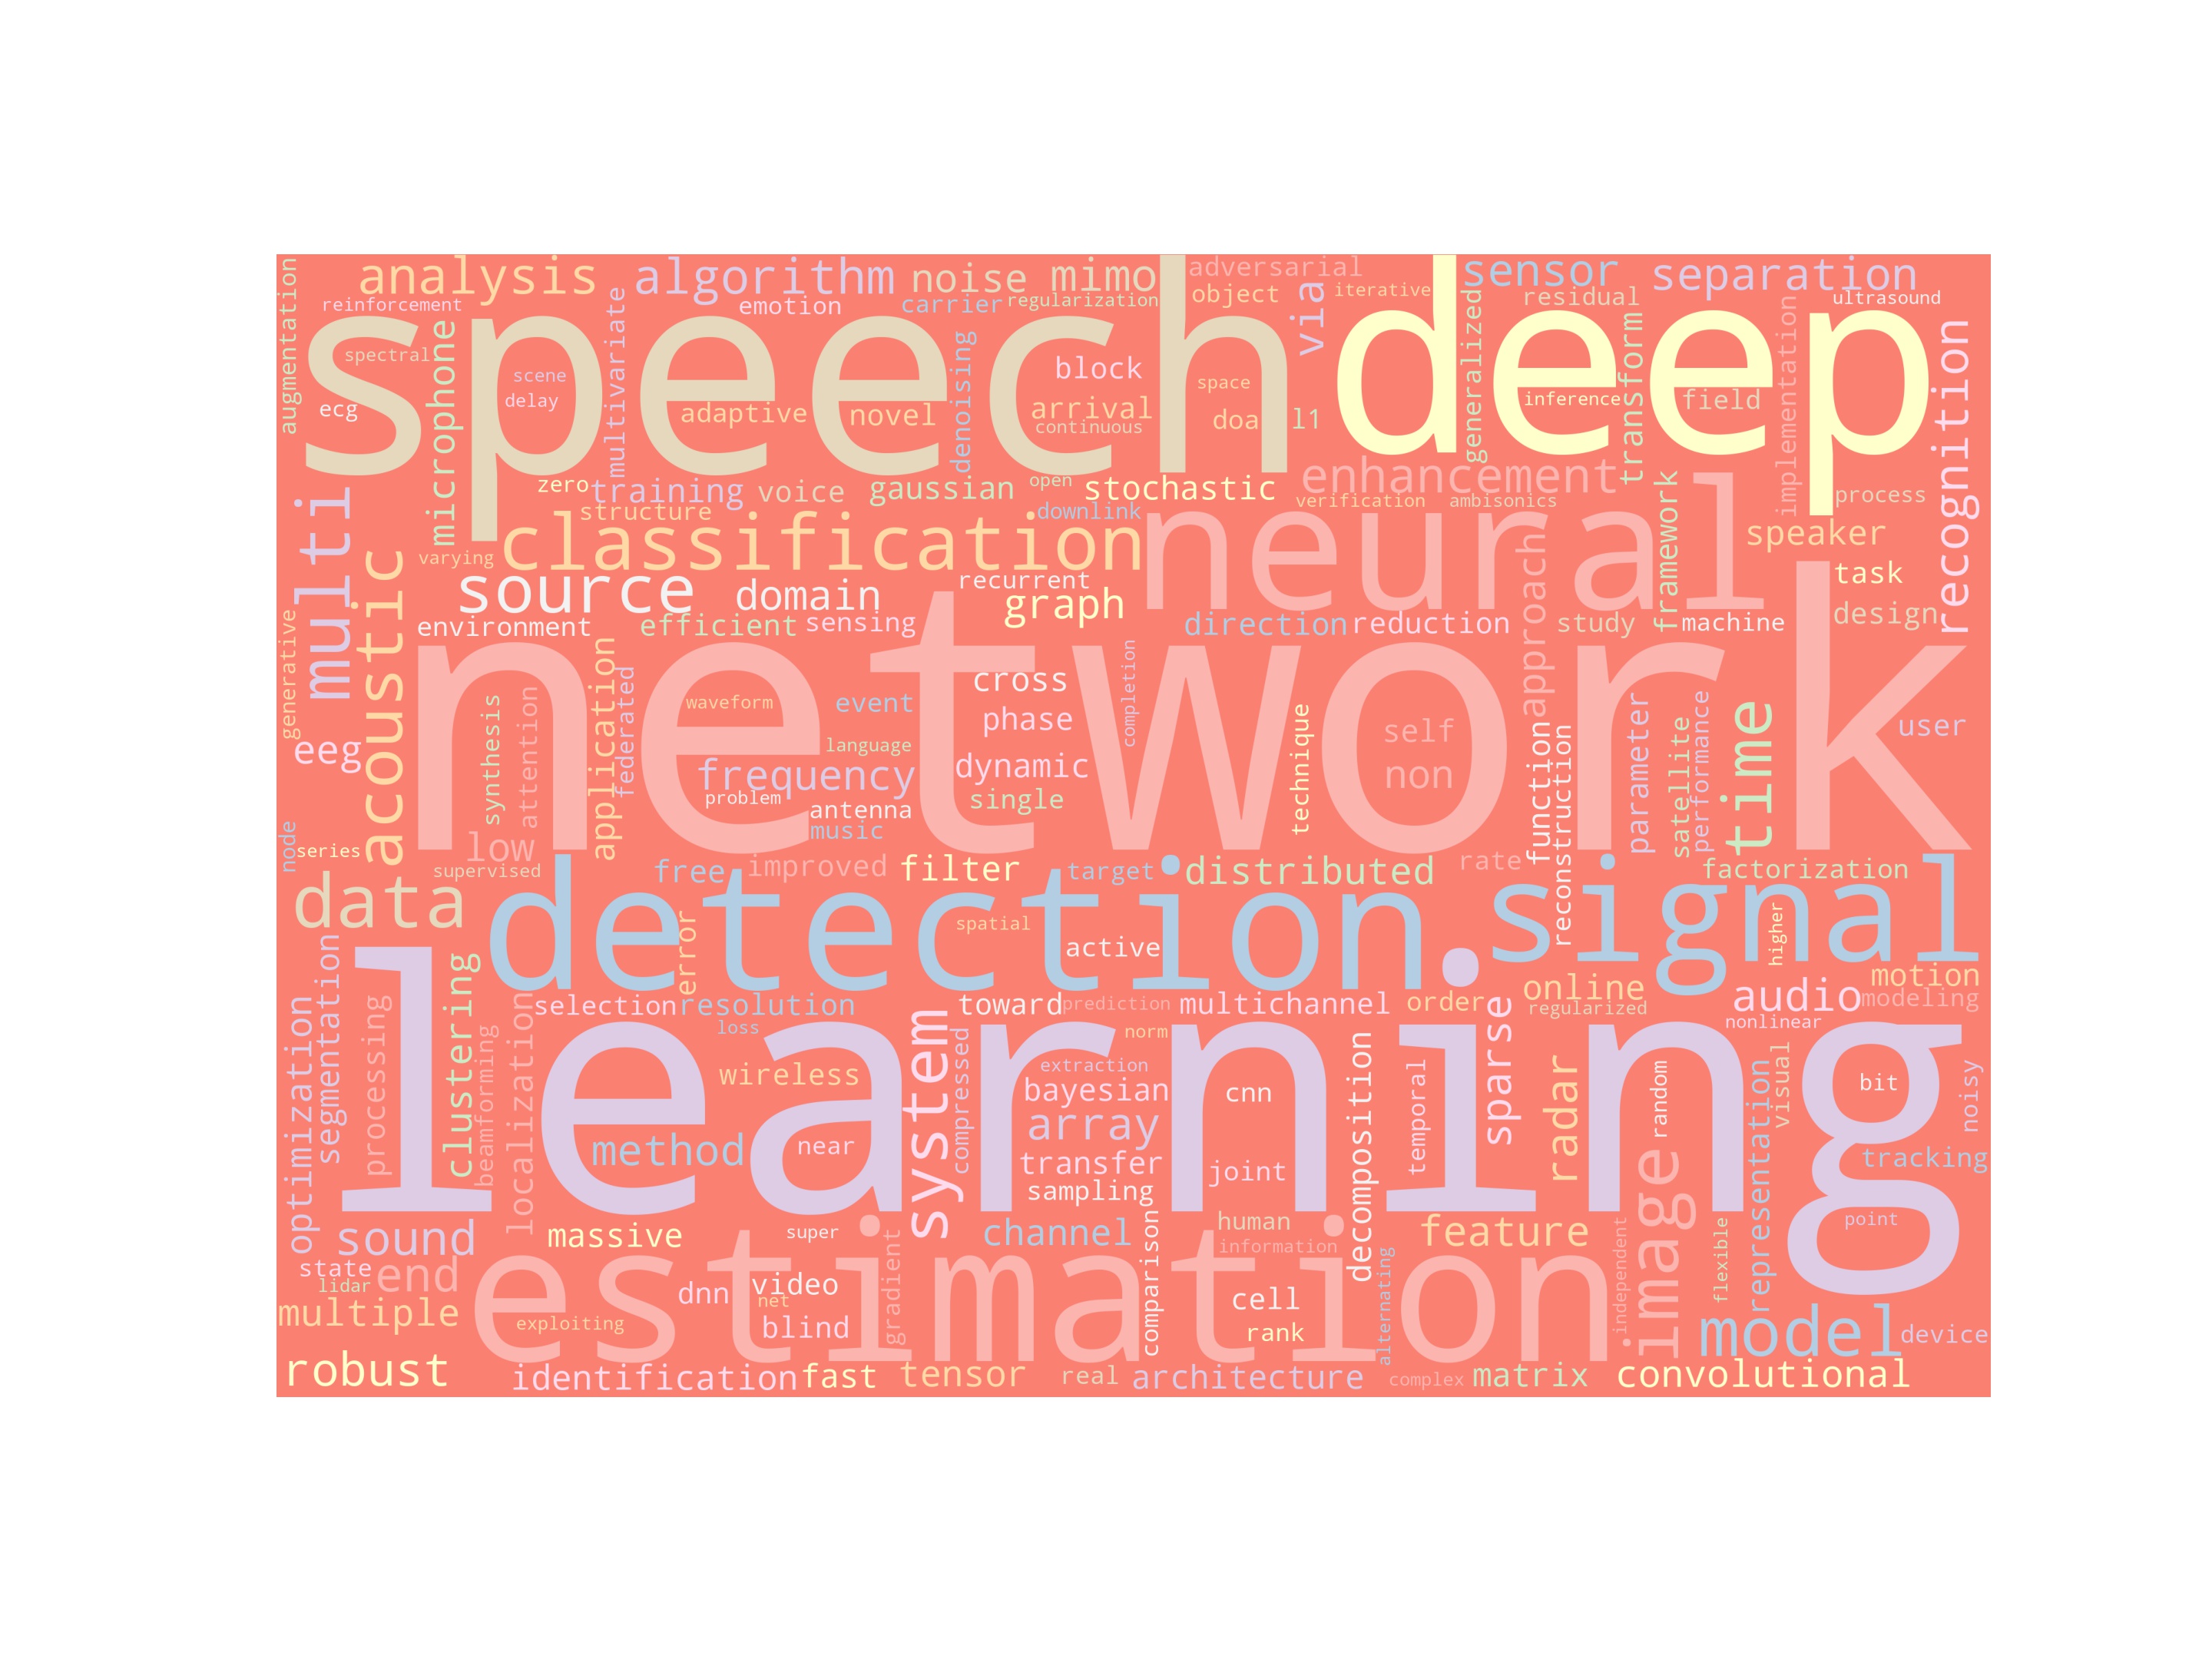 analysis
algorithm
noise
mimo
adversarial
sensor
separation
reinforcement
emotion
carrier
regularization
object
iterative
residual
ultrasound
augmentation
speech
deep
via
generalized
transform
implementation
recognition
spectral
microphone
scene
multivariate
block
space
inference
field
ecg
delay
adaptive
novel
denoising
arrival
continuous
doa
l1
multi
zero
training
voice
gaussian
open
stochastic
enhancement
verification
ambisonics
process
structure
downlink
varying
classification
neural
approach
framework
speaker
acoustic
source
domain
recurrent
graph
task
design
environment
efficient
sensing
direction
reduction
study
machine
generative
network
application
federated
cross
completion
waveform
event
phase
self
synthesis
attention
language
technique
function
reconstruction
parameter
satellite
performance
time
user
eeg
frequency
dynamic
non
problem
antenna
single
music
node
series
low
supervised
free
improved
filter
target
distributed
rate
factorization
data
detection
signal
error
spatial
active
higher
segmentation
clustering
motion
optimization
processing
selection
resolution
toward
prediction
multichannel
order
online
regularized
audio
modeling
beamforming
localization
learning
loss
system
compressed
norm
decomposition
sparse
nonlinear
wireless
extraction
bayesian
cnn
temporal
radar
random
representation
visual
bit
noisy
method
near
array
transfer
joint
sampling
tracking
image
sound
massive
super
channel
comparison
human
information
feature
independent
flexible
point
state
end
lidar
estimation
dnn
video
net
gradient
cell
alternating
multiple
exploiting
blind
rank
model
device
robust
identification
fast
tensor
real
architecture
complex
matrix
convolutional